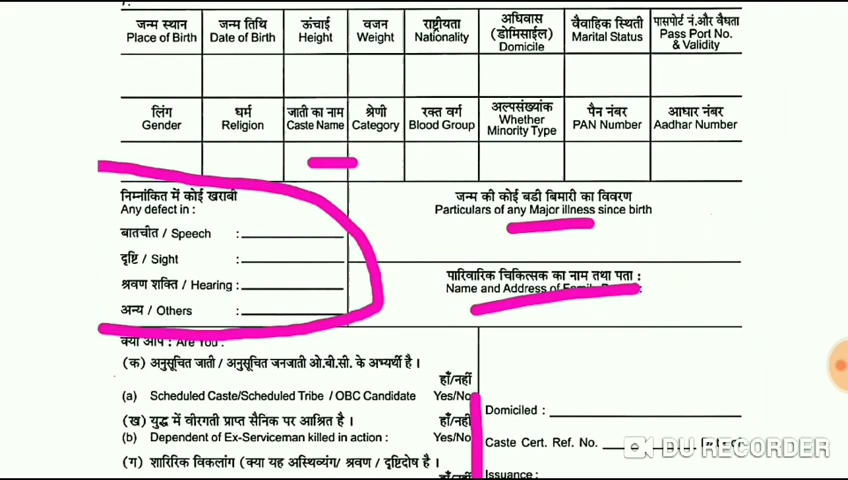 जन्म स्थान
Place of Birth
जन्म तिथि
Date of Birth
ऊंचाई
Height
वजन
Weight
राष्ट्रीयता
Nationality
अधिवास
(डोमिसाईल)
Domicile
वैवाहिक स्थिती
Marital Status
पासपोर्ट नं.और वैधता
Pass Port No.
& Validity
लिंग
Gender
धर्म
Religion
जाती का नाम
Caste Name
श्रेणी
Category
रक्त वर्ग
Blood Group
अल्पसंख्यांक
Whether
Minority Type
पैन नंबर
PAN Number
आधार नंबर
Aadhar Number
निम्नांकित में कोई खराबी
Any defect in :
बातचीत / Speech :
दृष्टि / Sight :
श्रवण शक्ति / Hearing :
अन्य / Others :
जन्म की कोई बडी बिमारी का विवरण
Particulars of any Major illness since birth
पारिवारिक चिकित्सक का नाम तथा पता :
Name and Address of Family :
क्या आप : Are You :
(क) अनुसूचित जाती / अनुसूचित जनजाती ओ.बी.सी. के अभ्यर्थी है ।
हाँ/नहीं
(a) Scheduled Caste/Scheduled Tribe / OBC Candidate Yes/No
(ख) युद्ध में वीरगती प्राप्त सैनिक पर आश्रित है । हाँ/नहीं
(b) Dependent of Ex-Serviceman killed in action : Yes/No
(ग) शारिरिक विकलांग (क्या यह अस्थिव्यंग/ श्रवण / दृष्टिदोष है ।
हाँ/नहीं
Domiciled :
Caste Cert. Ref. No.
Issuance :
DU RECORDER